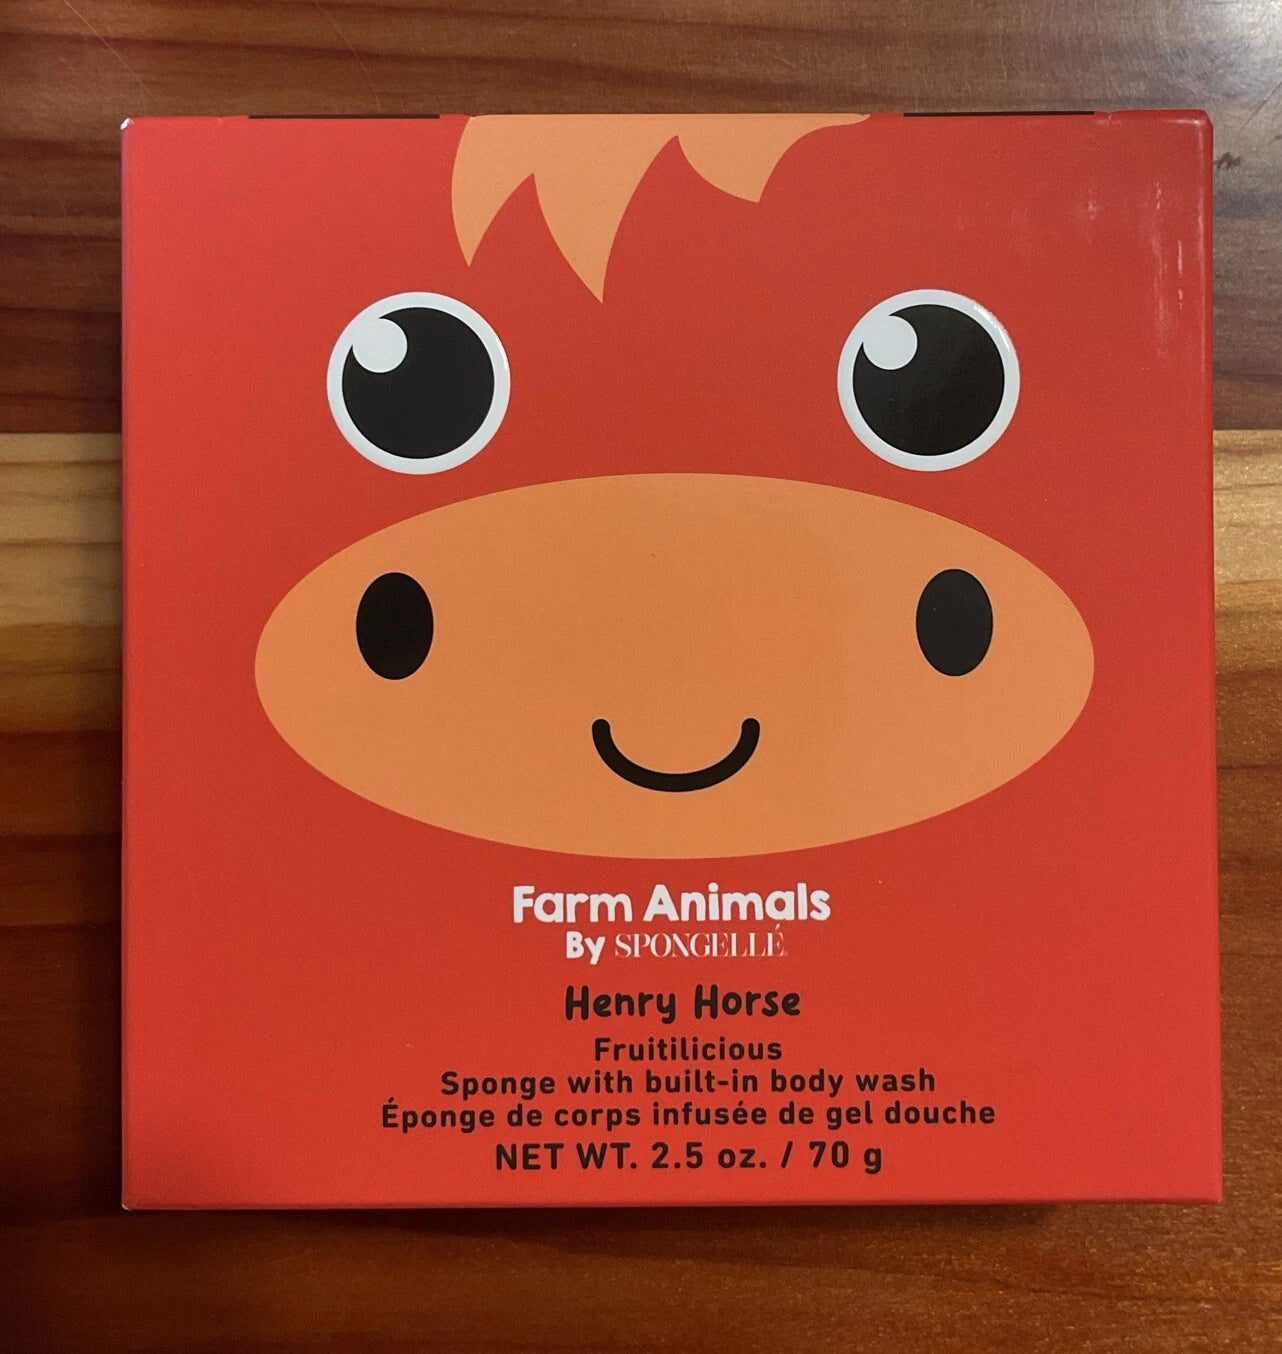 Farm Animals
By SPONGELLÉ®
Henry Horse
Fruitilicious
Sponge with built-in body wash
Éponge de corps infusée de gel douche
NET WT. 2.5 oz. / 70 g